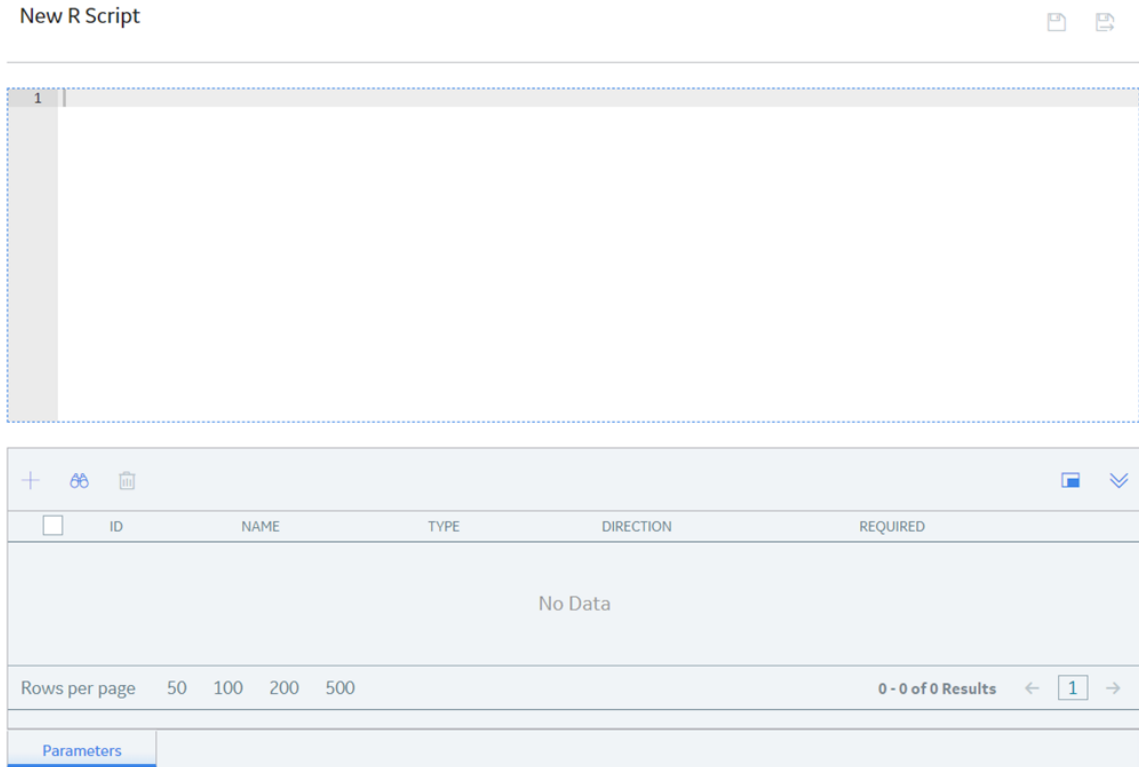 New R Script
1
ID NAME TYPE DIRECTION REQUIRED
No Data
Rows per page 50 100 200 500 0 - 0 of 0 Results 1
Parameters